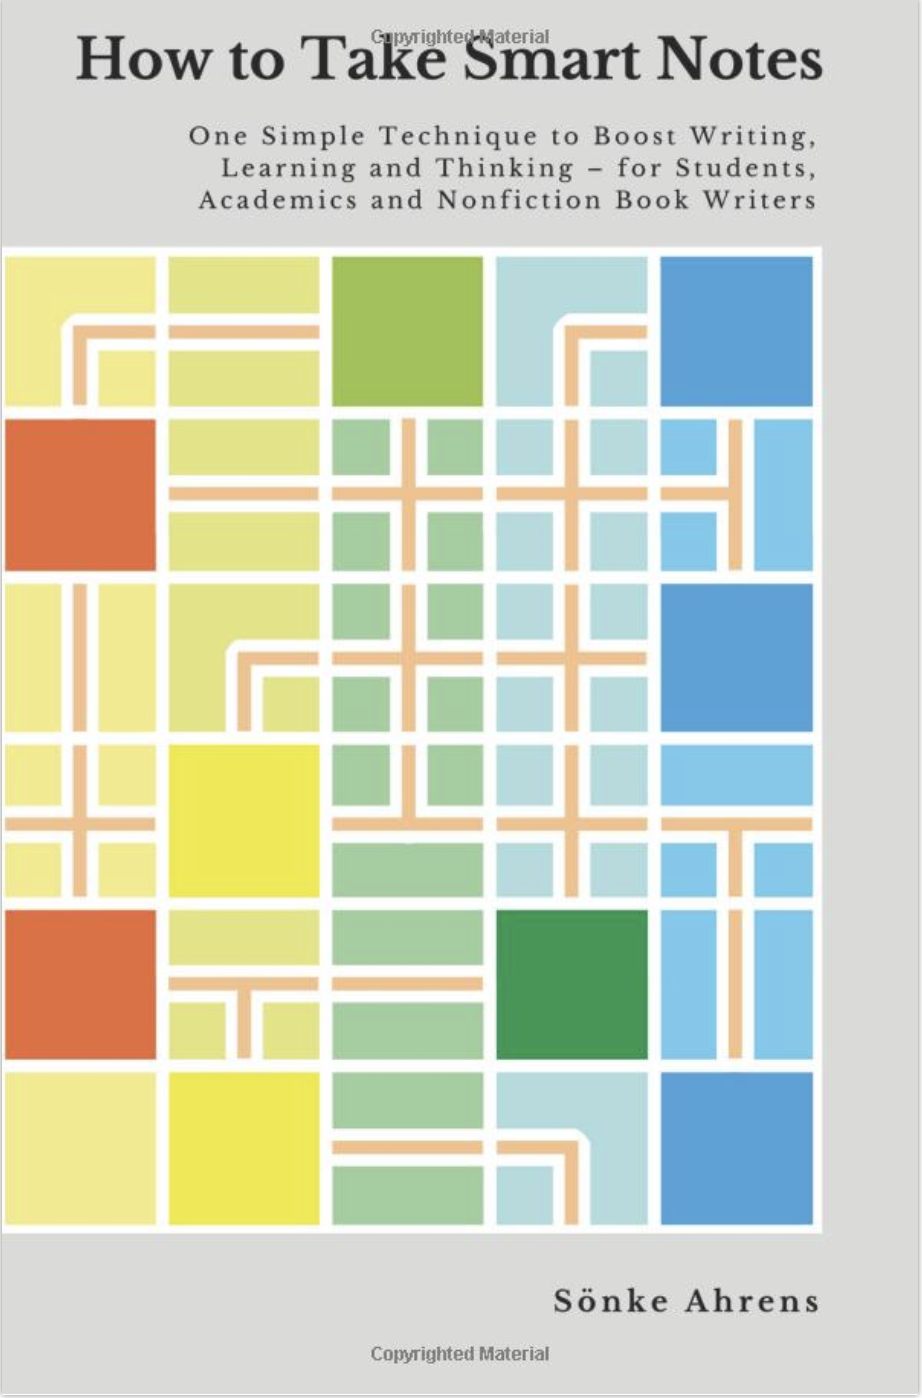 Copyrighted Material
How to Take Smart Notes
One Simple Technique to Boost Writing,
Learning and Thinking – for Students,
Academics and Nonfiction Book Writers
Sönke Ahrens
Copyrighted Material